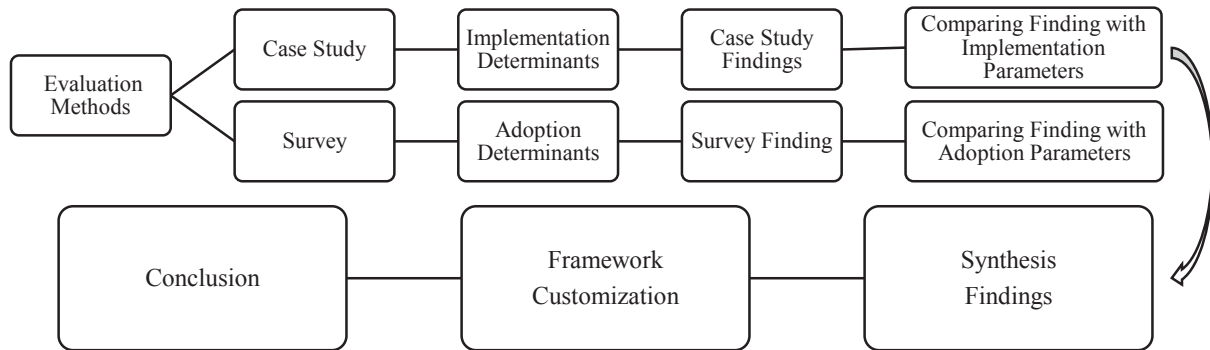 Evaluation
Methods
Case Study
Implementation
Determinants
Case Study
Findings
Comparing Finding with
Implementation
Parameters
Survey
Adoption
Determinants
Survey Finding
Comparing Finding with
Adoption Parameters
Conclusion
Framework
Customization
Synthesis
Findings